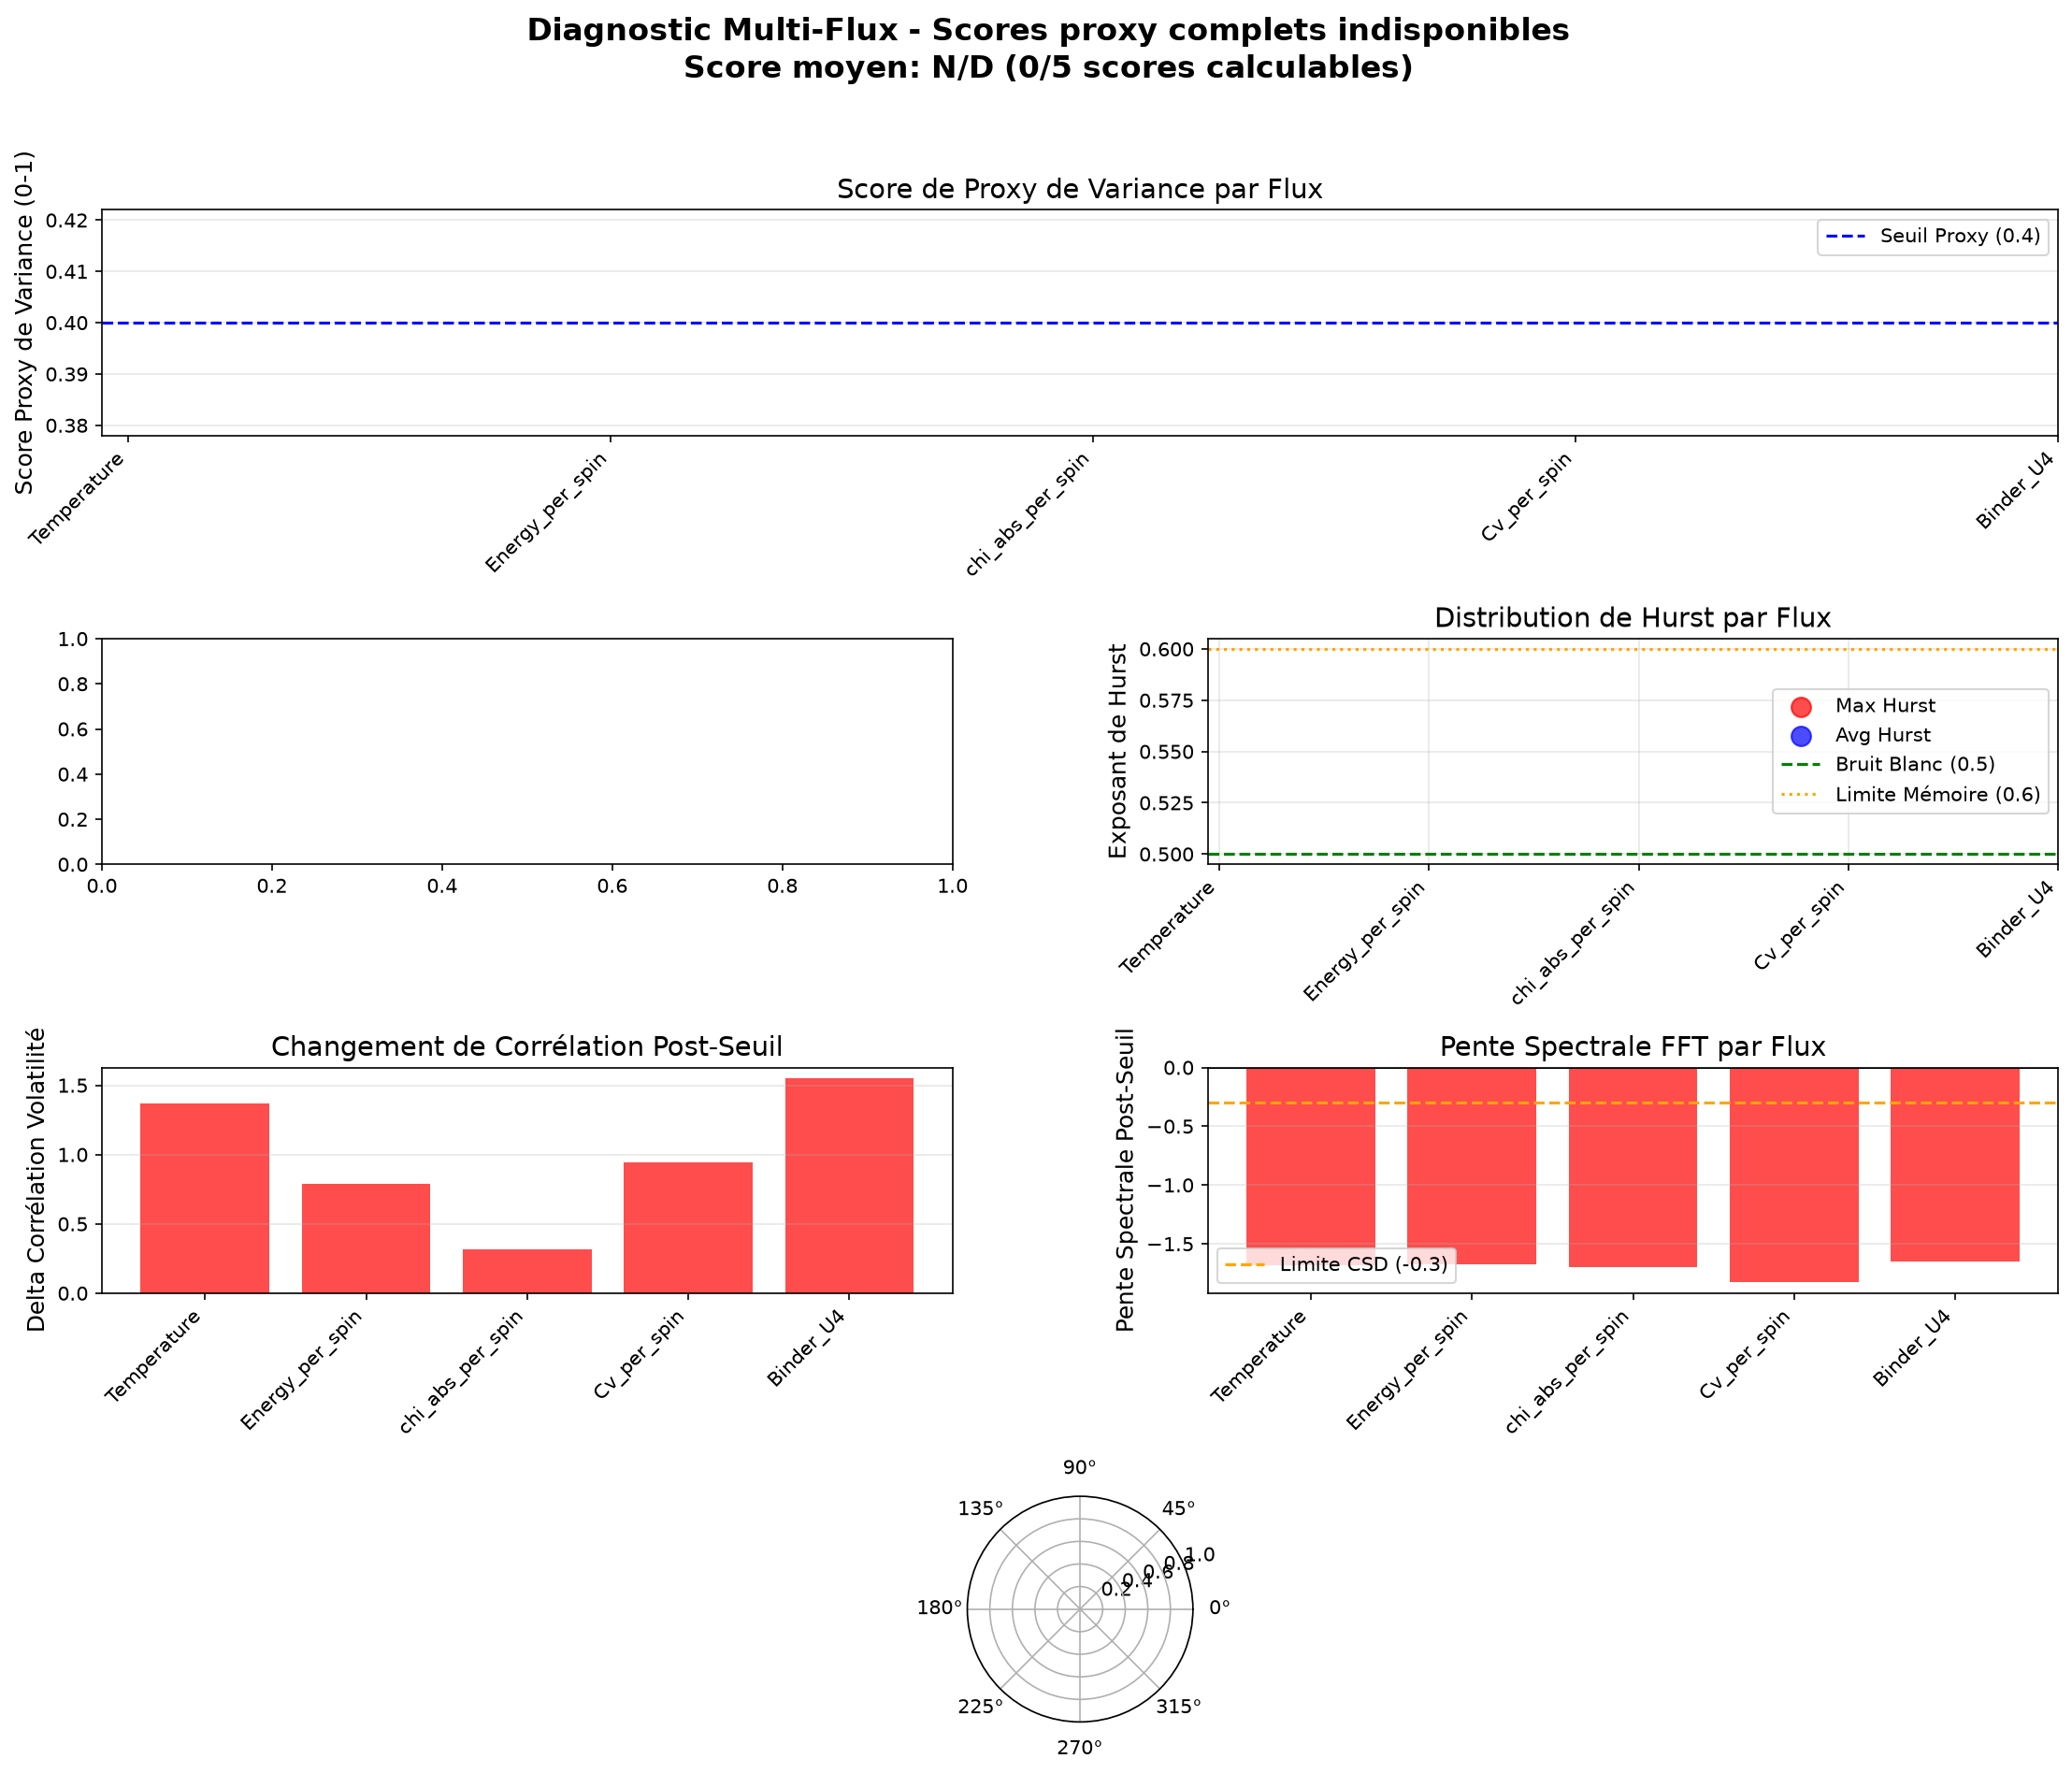 Diagnostic Multi-Flux - Scores proxy complets indisponibles
Score moyen: N/D (0/5 scores calculables)
Score de Proxy de Variance par Flux
Score Proxy de Variance (0-1)
0.42
0.41
0.40
0.39
0.38
Seuil Proxy (0.4)
Temperature
Energy_per_spin
chi_abs_per_spin
Cv_per_spin
Binder_U4
1.0
0.8
0.6
0.4
0.2
0.0
0.0
0.2
0.4
0.6
0.8
1.0
Distribution de Hurst par Flux
Exposant de Hurst
0.600
0.575
0.550
0.525
0.500
Max Hurst
Avg Hurst
Bruit Blanc (0.5)
Limite Mémoire (0.6)
Temperature
Energy_per_spin
chi_abs_per_spin
Cv_per_spin
Binder_U4
Changement de Corrélation Post-Seuil
Delta Corrélation Volatilité
1.5
1.0
0.5
0.0
Temperature
Energy_per_spin
chi_abs_per_spin
Cv_per_spin
Binder_U4
Pente Spectrale FFT par Flux
Pente Spectrale Post-Seuil
0.0
−0.5
−1.0
−1.5
Limite CSD (-0.3)
Temperature
Energy_per_spin
chi_abs_per_spin
Cv_per_spin
Binder_U4
90°
135°
45°
1.0
0.8
0.6
0.4
0.2
180°
0°
225°
315°
270°